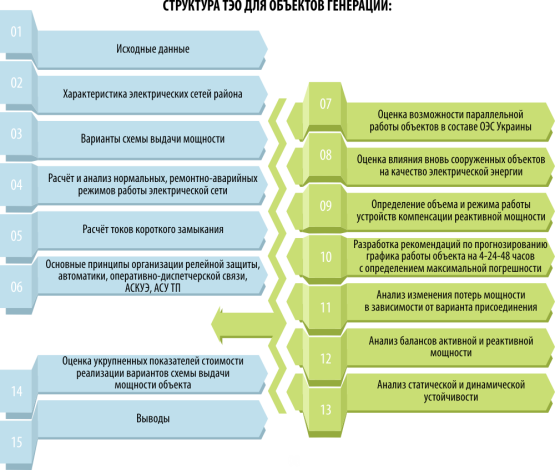 СТРУКТУРА ТЭО ДЛЯ ОБЪЕКТОВ ГЕНЕРАЦИИ:
01
Исходные данные
02
Характеристика электрических сетей района
03
Варианты схемы выдачи мощности
04
Расчёт и анализ нормальных, ремонтно-аварийных
режимов работы электрической сети
05
Расчёт токов короткого замыкания
06
Основные принципы организации релейной защиты,
автоматики, оперативно-диспетчерской связи,
АСКУЭ, АСУ ТП
07
Оценка возможности параллельной
работы объектов в составе ОЭС Украины
08
Оценка влияния вновь сооруженных объектов
на качество электрической энергии
09
Определение объема и режима работы
устройств компенсации реактивной мощности
10
Разработка рекомендаций по прогнозированию
графика работы объекта на 4-24-48 часов
с определением максимальной погрешности
11
Анализ изменения потерь мощности
в зависимости от варианта присоединения
12
Анализ балансов активной и реактивной
мощности
13
Анализ статической и динамической
устойчивости
14
Оценка укрупненных показателей стоимости
реализации вариантов схемы выдачи
мощности объекта
15
Выводы